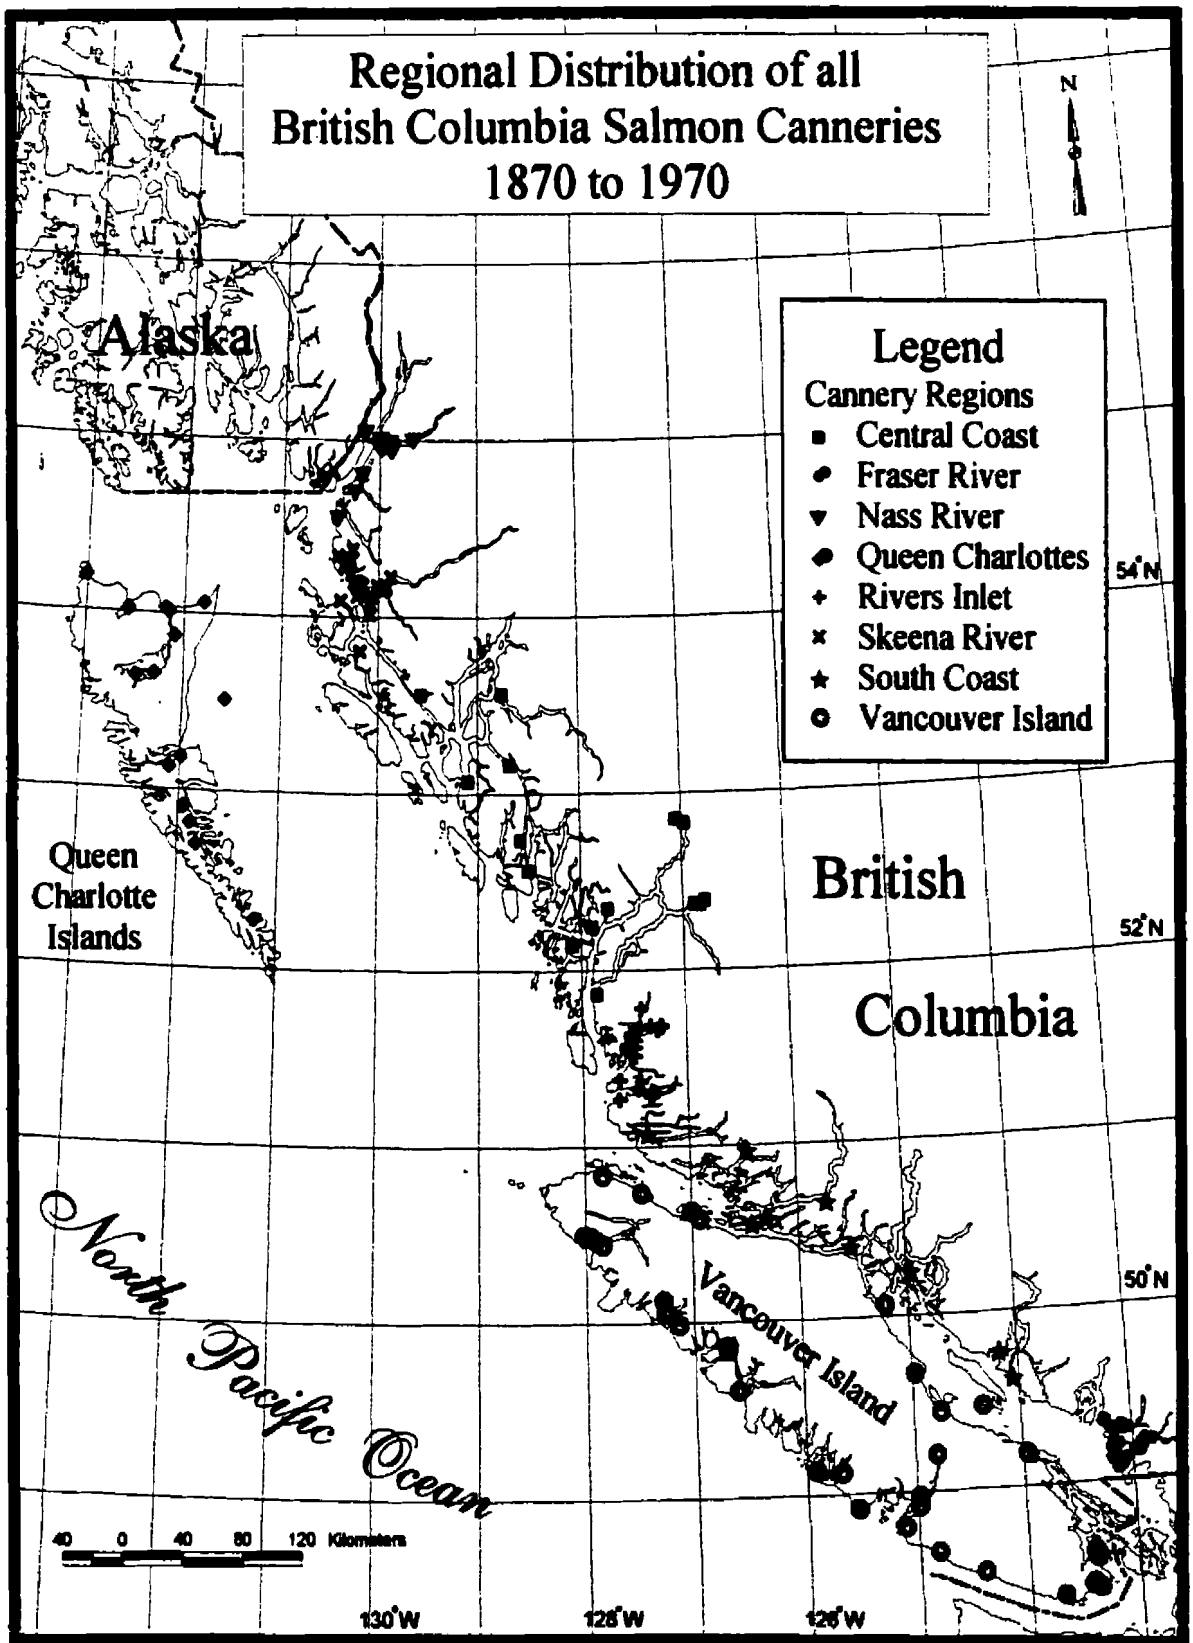 Regional Distribution of all
British Columbia Salmon Canneries
1870 to 1970
N
Alaska
Legend
Cannery Regions
Central Coast
Fraser River
Nass River
Queen Charlottes
Rivers Inlet
Skeena River
South Coast
Vancouver Island
54°N
Queen
Charlotte
Islands
British
52°N
Columbia
North
Pacific
Ocean
Vancouver Island
50°N
40 0 40 80 120 Kilometers
130°W 128°W 126°W